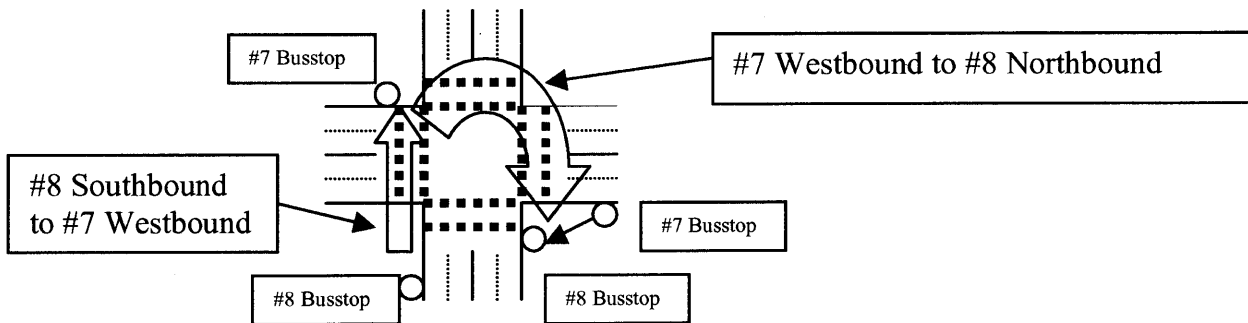 #7 Busstop
#7 Westbound to #8 Northbound
#8 Southbound
to #7 Westbound
#7 Busstop
#8 Busstop
#8 Busstop